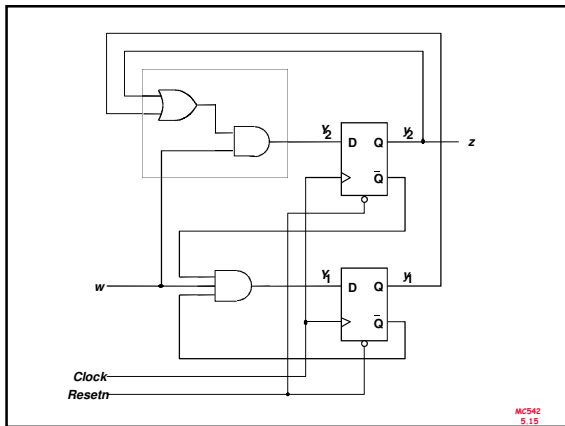 Y2
y2
D Q
z
Q
w
Y1
y1
D Q
Q
Clock
Resetn
MC542
5.15